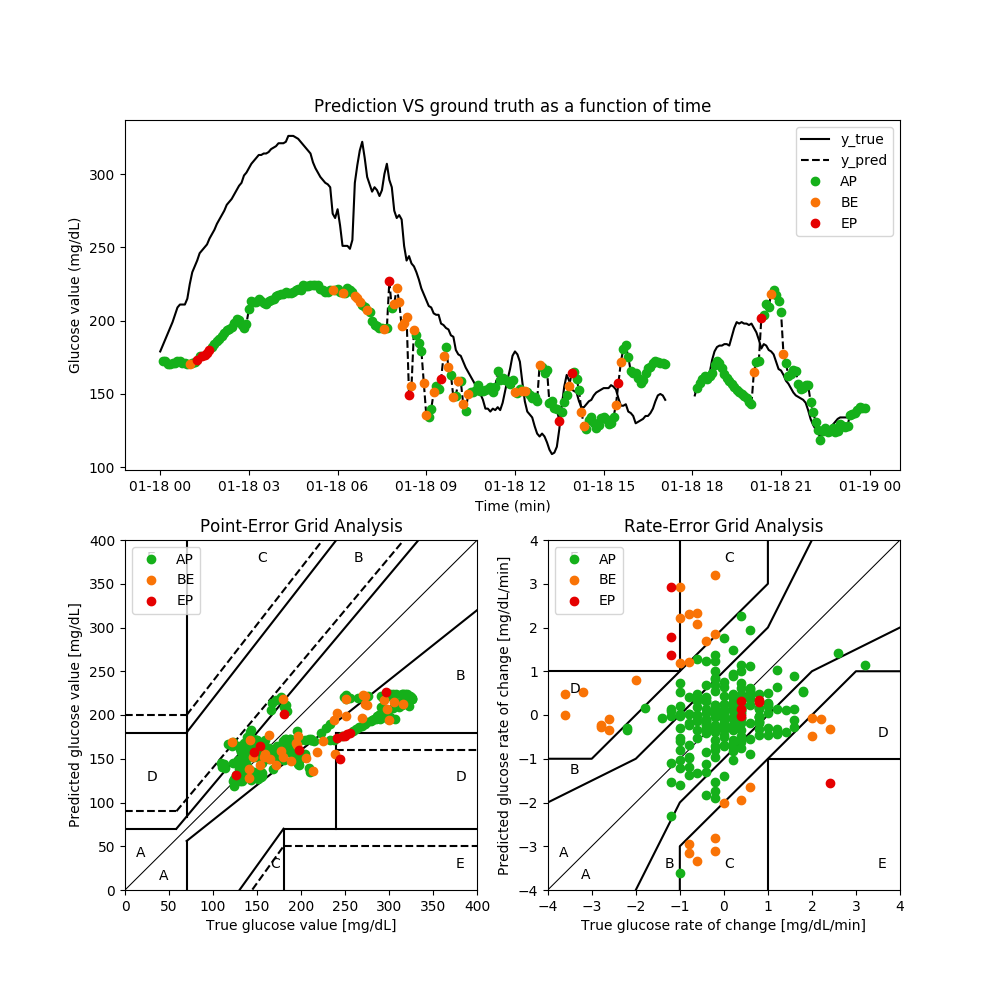 Prediction VS ground truth as a function of time
Glucose value (mg/dL)
300
250
200
150
100
y_true
y_pred
AP
BE
EP
01-18 00 01-18 03 01-18 06 01-18 09 01-18 12 01-18 15 01-18 18 01-18 21 01-19 00
Time (min)
Point-Error Grid Analysis
Predicted glucose value [mg/dL]
400
350
300
250
200
150
100
50
0
AP
BE
EP
C
B
B
D
D
A
A
C
E
0 50 100 150 200 250 300 350 400
True glucose value [mg/dL]
Rate-Error Grid Analysis
Predicted glucose rate of change [mg/dL/min]
4
3
2
1
0
−1
−2
−3
−4
AP
BE
EP
C
D
D
B
A
A
B
C
E
−4 −3 −2 −1 0 1 2 3 4
True glucose rate of change [mg/dL/min]